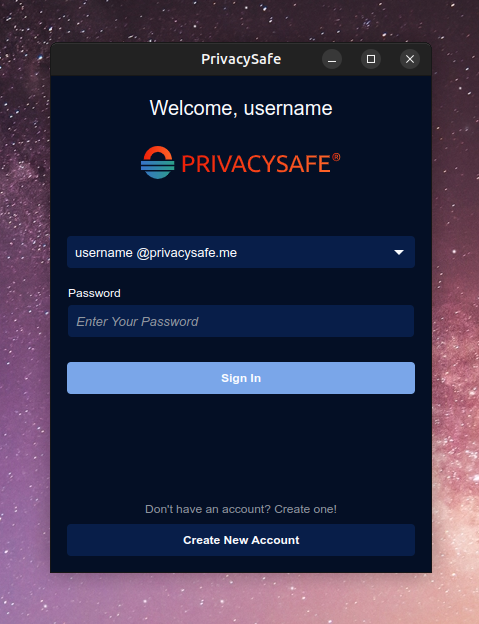 PrivacySafe
Welcome, username
PRIVACYSAFE®
username @privacysafe.me
Password
Enter Your Password
Sign In
Don't have an account? Create one!
Create New Account